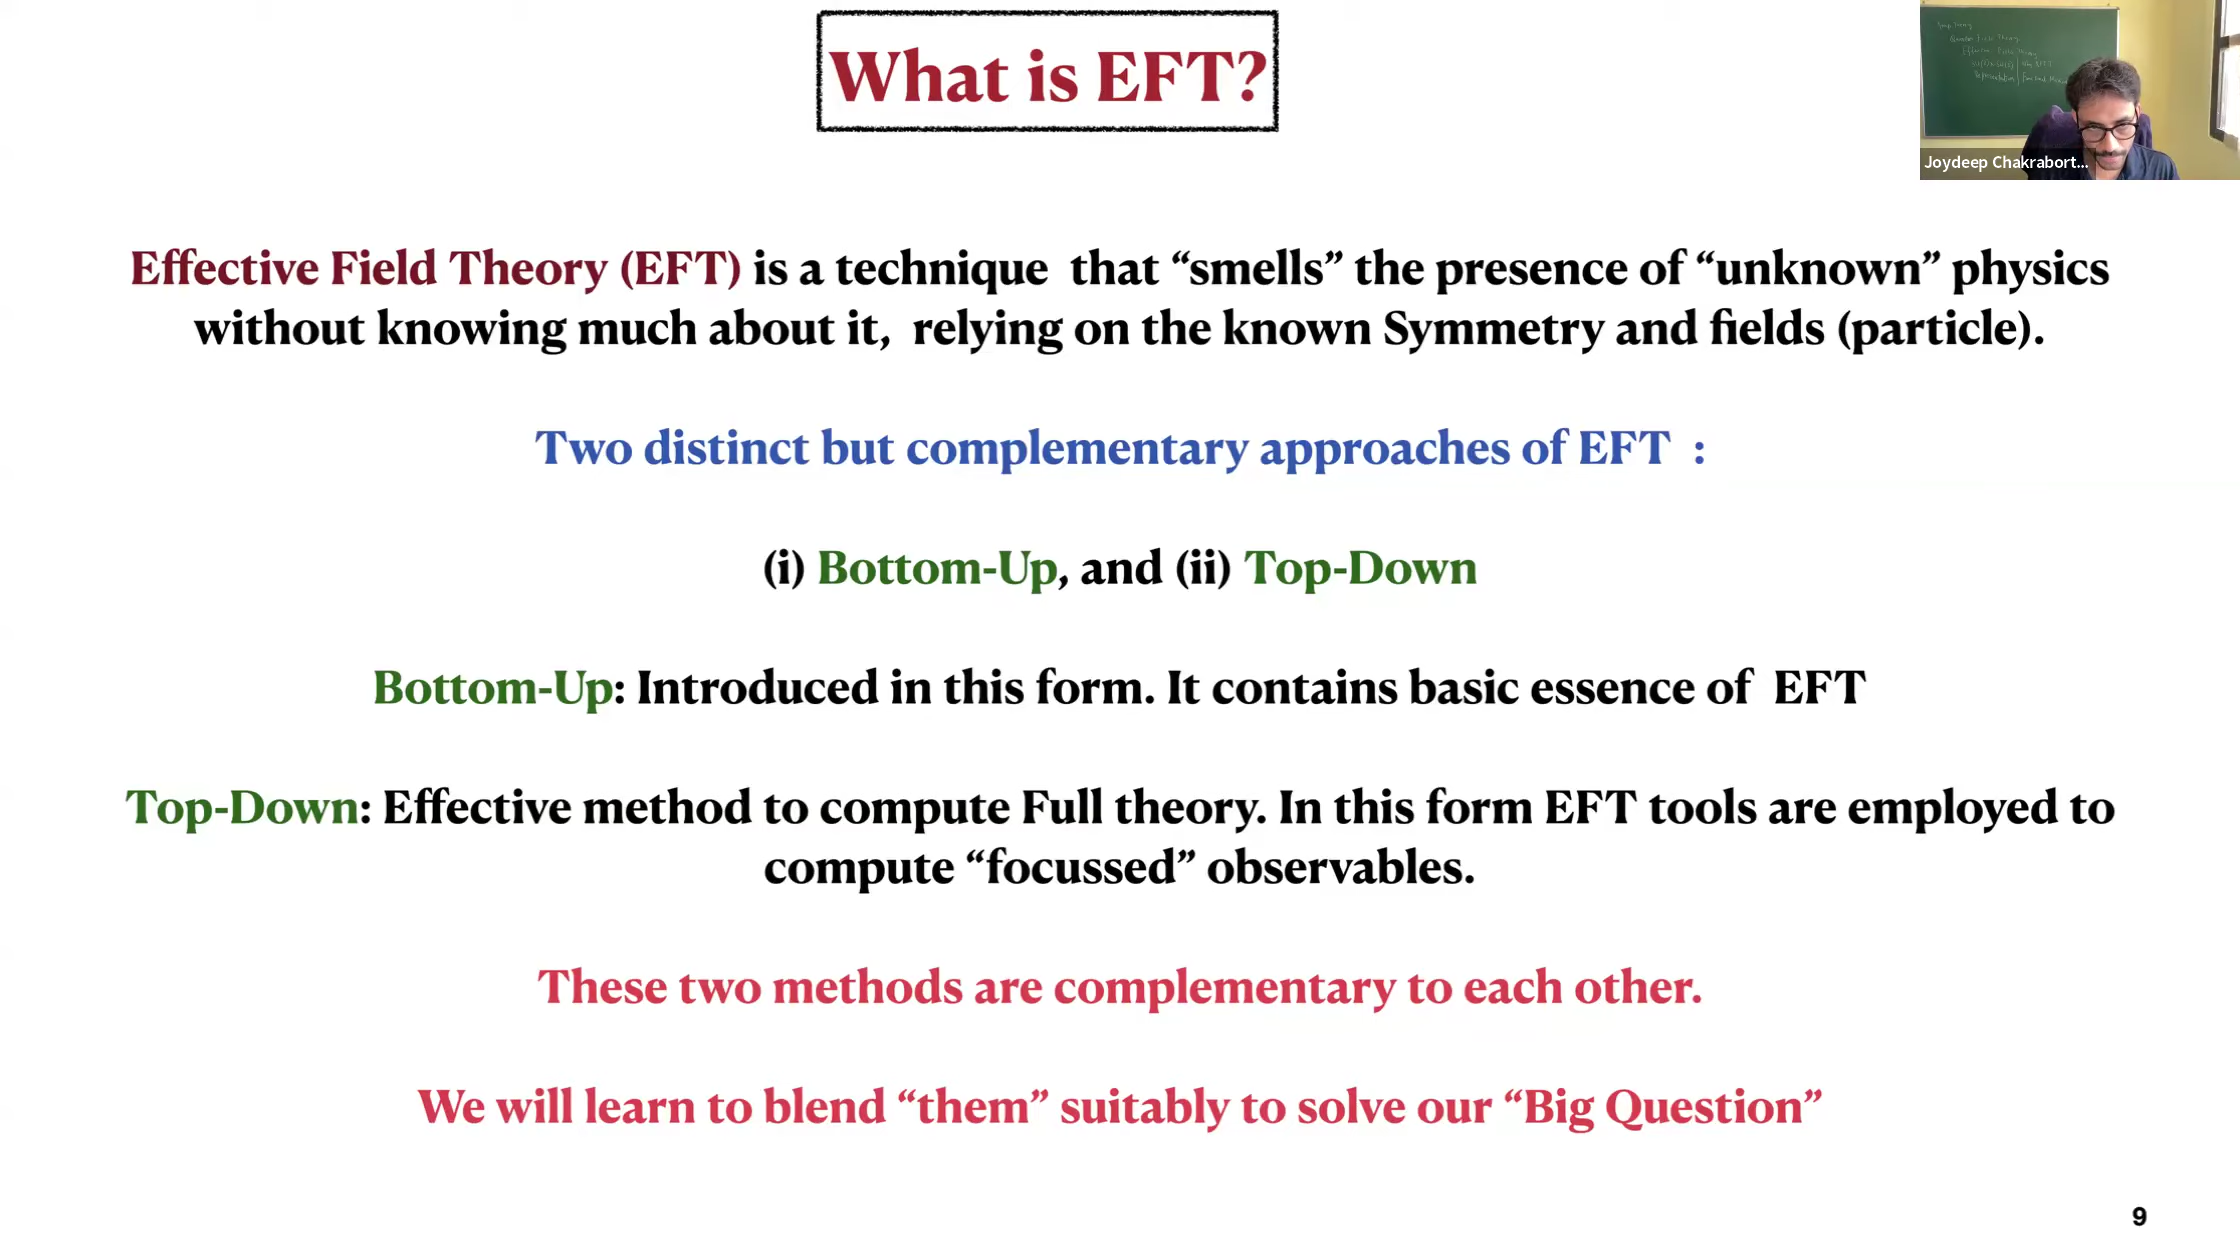 What is EFT?
Joydeep Chakrabort...
Effective Field Theory (EFT) is a technique that “smells” the presence of “unknown” physics
without knowing much about it, relying on the known Symmetry and fields (particle).
Two distinct but complementary approaches of EFT :
(i) Bottom-Up, and (ii) Top-Down
Bottom-Up: Introduced in this form. It contains basic essence of EFT
Top-Down: Effective method to compute Full theory. In this form EFT tools are employed to
compute “focussed” observables.
These two methods are complementary to each other.
We will learn to blend “them” suitably to solve our “Big Question”
9